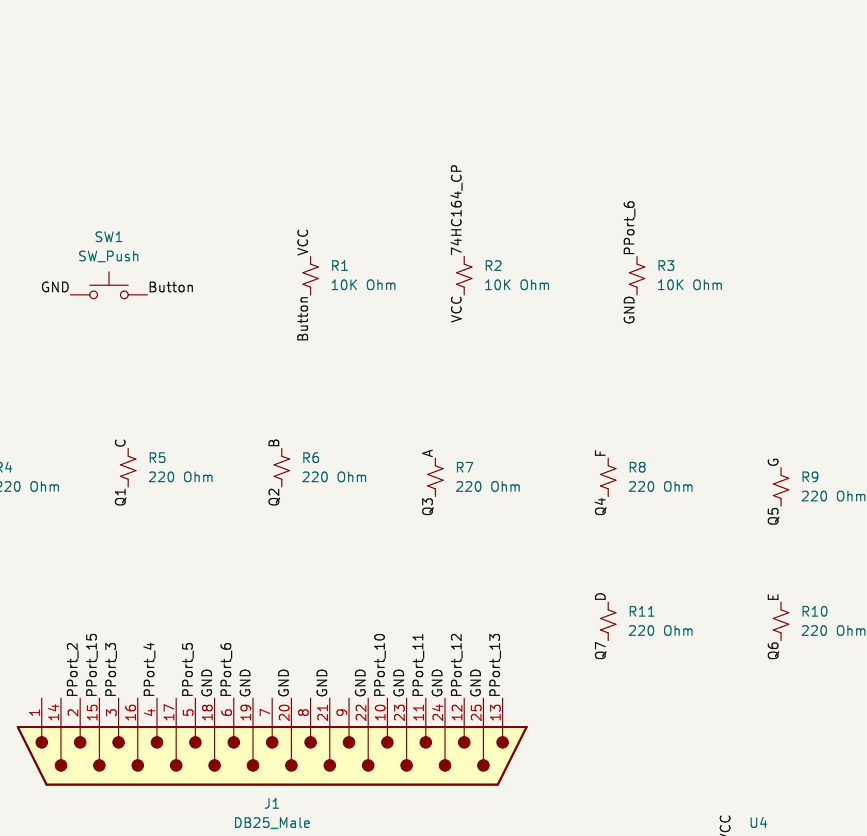 74HC164_CP
PPort_6
SW1
SW_Push
GND
Button
VCC
R1
10K Ohm
Button
R2
10K Ohm
VCC
R3
10K Ohm
GND
R4
220 Ohm
C
R5
220 Ohm
Q1
B
R6
220 Ohm
Q2
A
R7
220 Ohm
Q3
F
R8
220 Ohm
Q4
G
R9
220 Ohm
Q5
D
R11
220 Ohm
Q7
E
R10
220 Ohm
Q6
1
14
2 PPort_2
15 PPort_15
3 PPort_3
16
4 PPort_4
17
5 PPort_5
18 GND
6 PPort_6
19 GND
7
20 GND
8
21 GND
9
22 GND
10 PPort_10
23 GND
11 PPort_11
24 GND
12 PPort_12
25 GND
13 PPort_13
J1
DB25_Male
VCC
U4